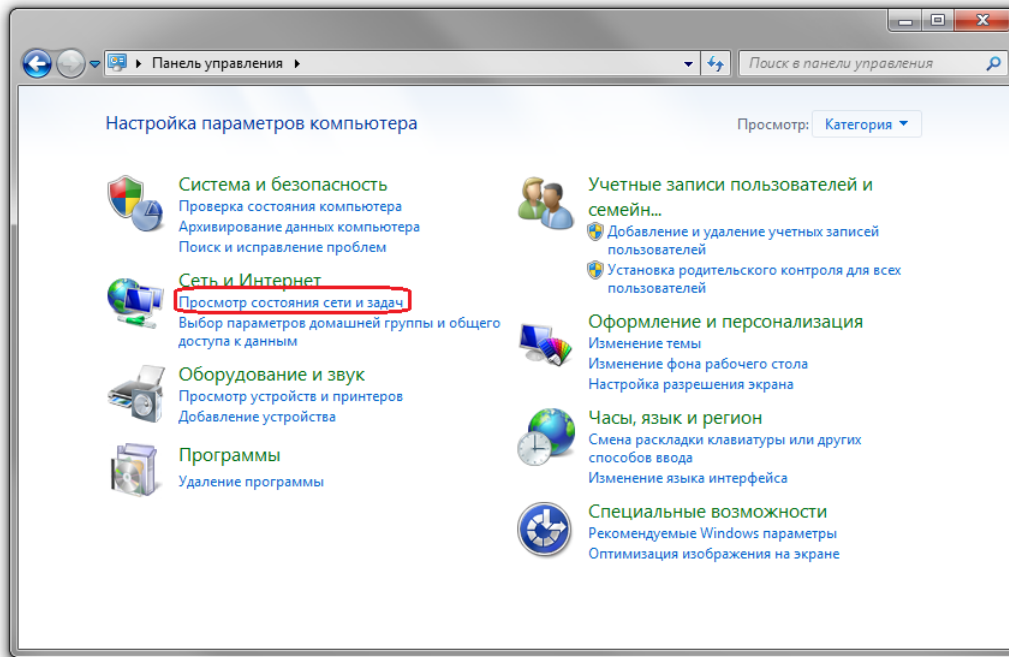 Панель управления
Поиск в панели управления
Настройка параметров компьютера
Просмотр: Категория
Система и безопасность
Проверка состояния компьютера
Архивирование данных компьютера
Поиск и исправление проблем
Сеть и Интернет
Просмотр состояния сети и задач
Выбор параметров домашней группы и общего
доступа к данным
Оборудование и звук
Просмотр устройств и принтеров
Добавление устройства
Программы
Удаление программы
Учетные записи пользователей и
семейн...
Добавление и удаление учетных записей
пользователей
Установка родительского контроля для всех
пользователей
Оформление и персонализация
Изменение темы
Изменение фона рабочего стола
Настройка разрешения экрана
Часы, язык и регион
Смена раскладки клавиатуры или других
способов ввода
Изменение языка интерфейса
Специальные возможности
Рекомендуемые Windows параметры
Оптимизация изображения на экране